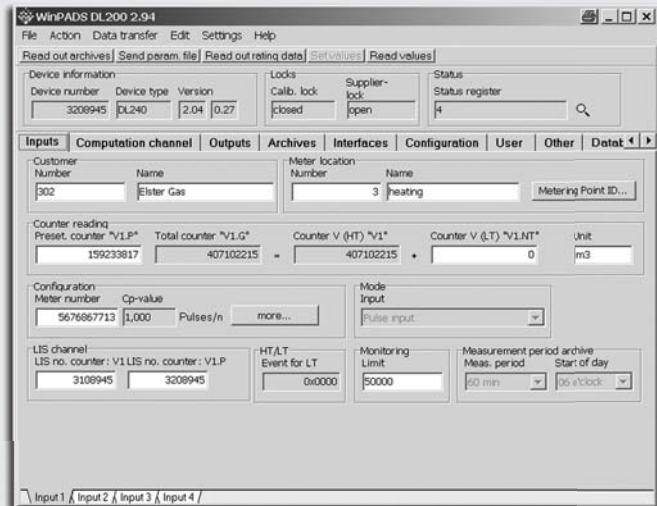 WinPADS DL200 2.94
File Action Data transfer Edit Settings Help
Read out archives Send param. file Read out rating data Set values Read values
Device information
Device number Device type Version
3208945 DL240 2.04 0.27
Locks
Calib. lock Supplier-lock
closed open
Status
Status register
4
Inputs Computation channel Outputs Archives Interfaces Configuration User Other Datab
Customer
Number Name
302 Elster Gas
Meter location
Number Name
3 heating Metering Point ID...
Counter reading
Preset. counter "V1.P" Total counter "V1.G" Counter V (HT) "V1" Counter V (LT) "V1.NT" Unit
159233817 407102215 = 407102215 + 0 m3
Configuration
Meter number Cp-value
5676867713 1,000 Pulses/n more...
Mode
Input
Pulse input
LIS channel
LIS no. counter: V1 LIS no. counter: V1.P
3108945 3208945
HT/LT
Event for LT
0x0000
Monitoring
Limit
50000
Measurement period archive
Meas. period Start of day
60 min 06 o'clock
Input 1 Input 2 Input 3 Input 4